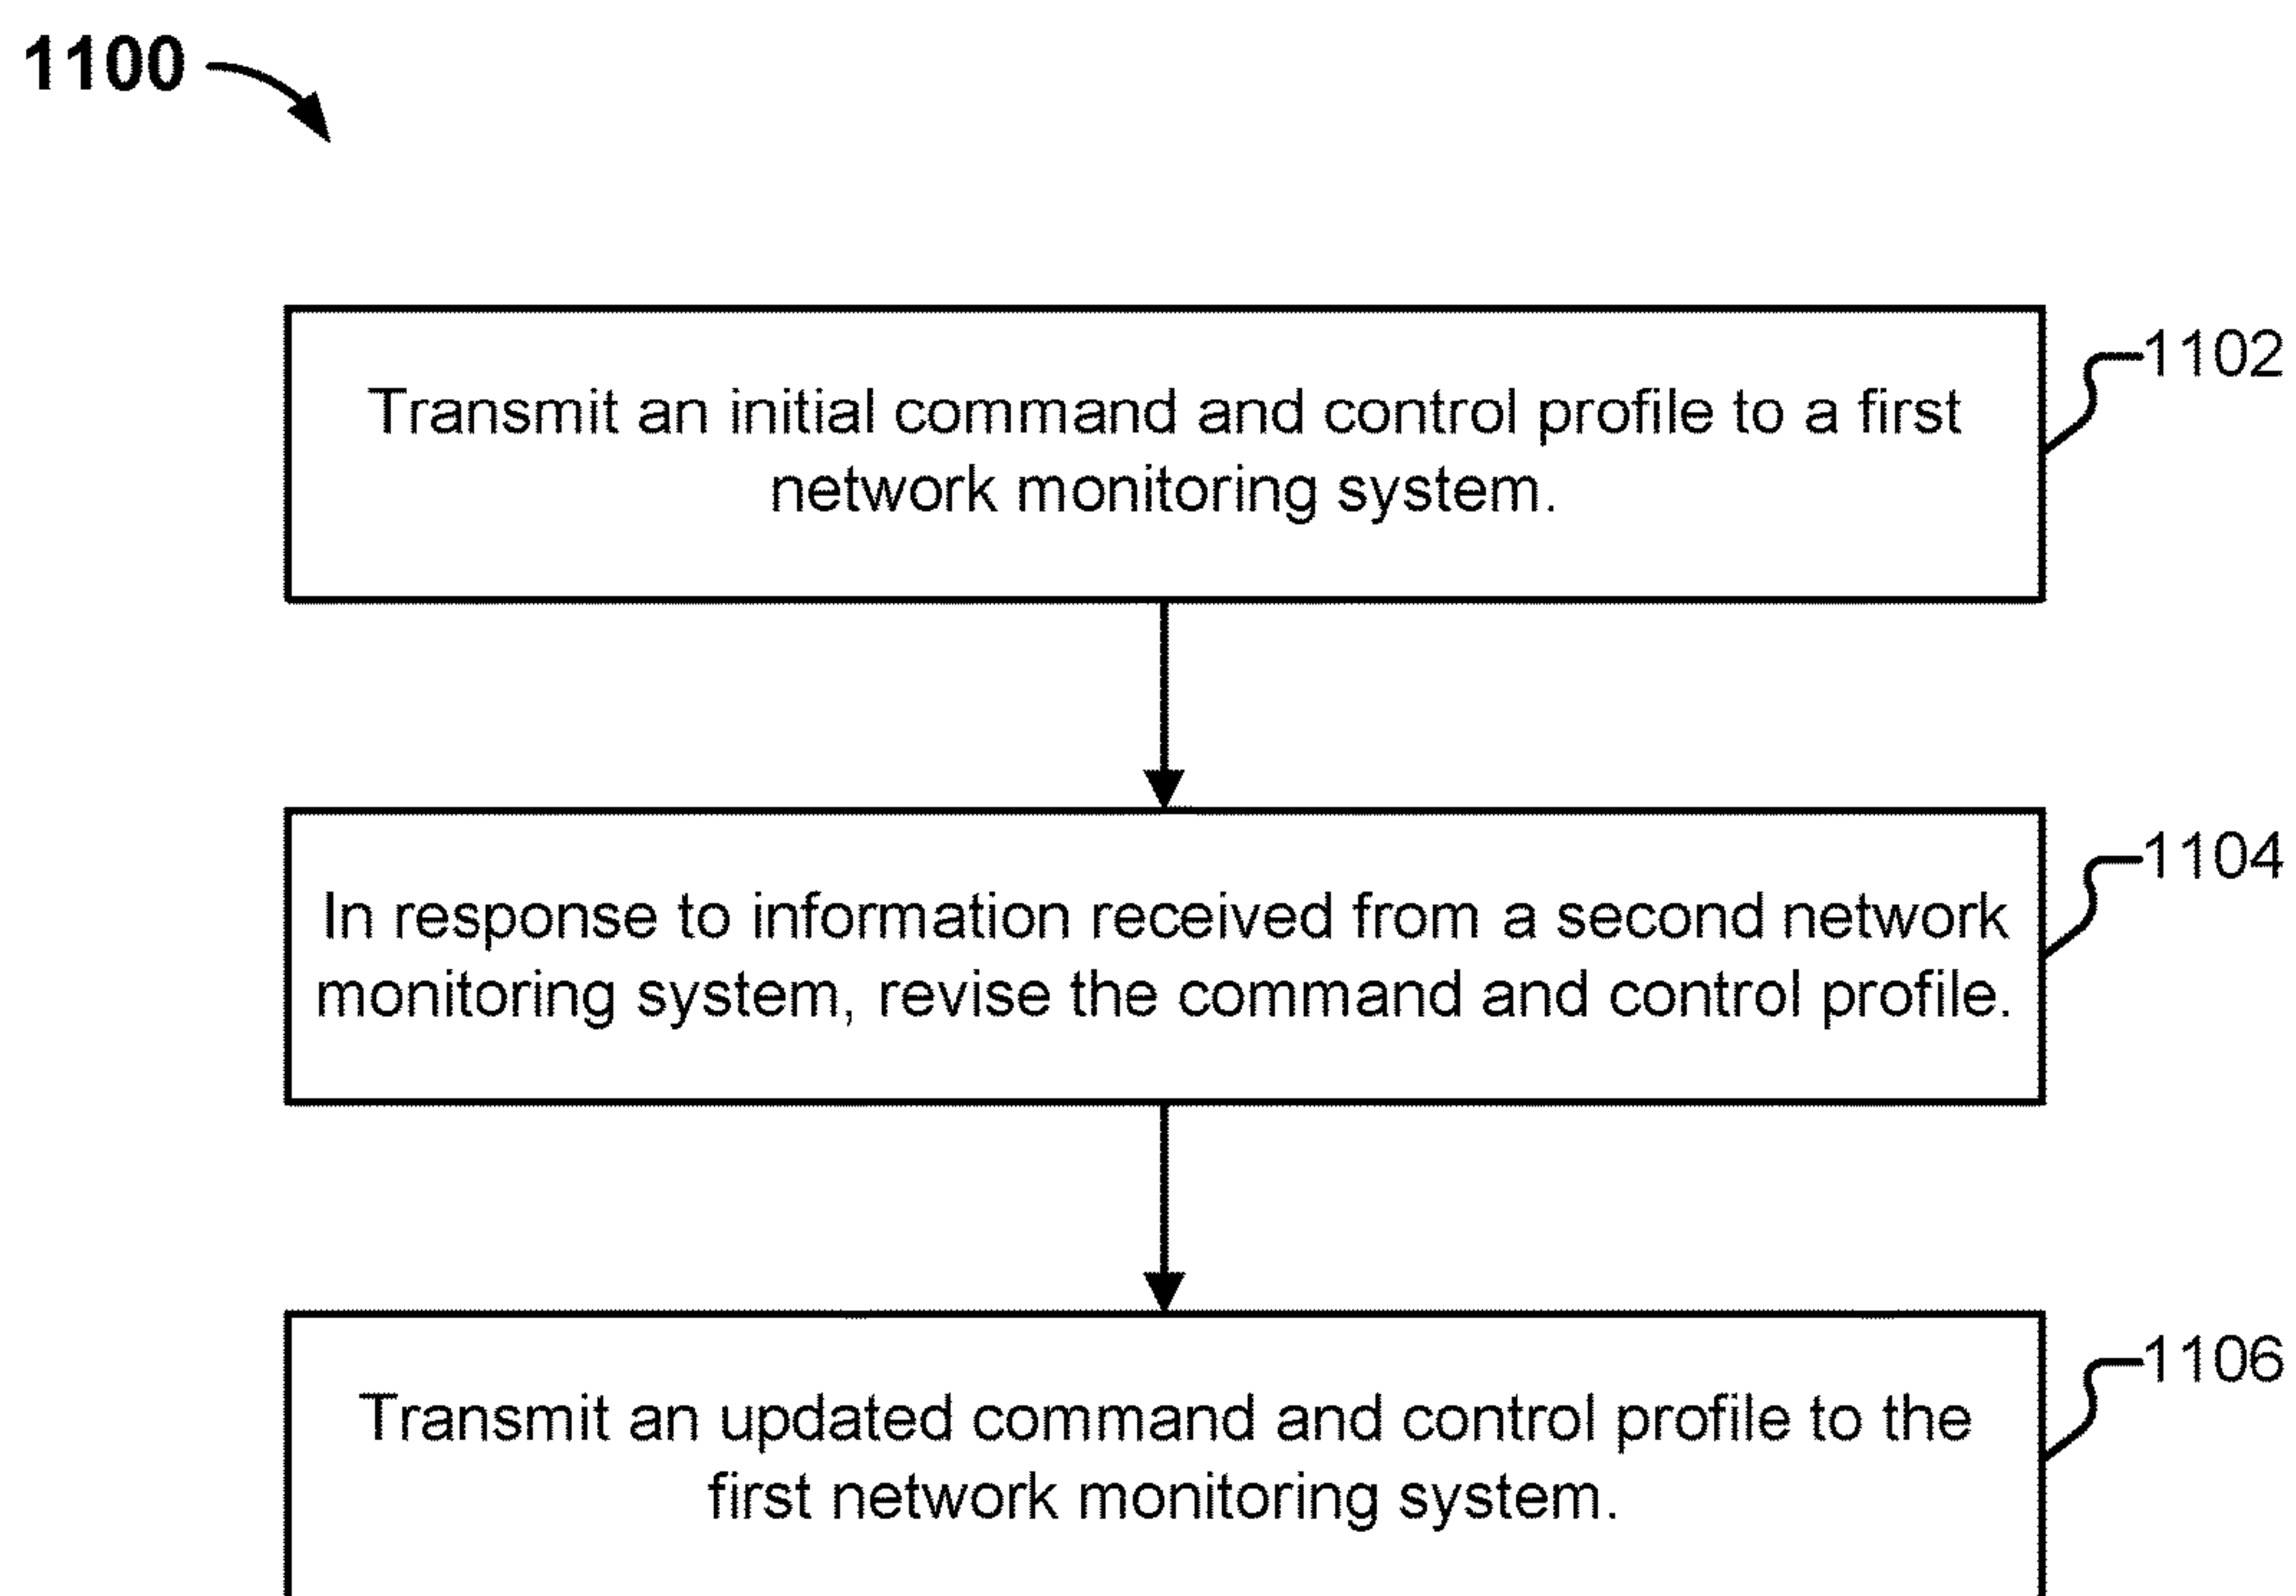 1100
1102
Transmit an initial command and control profile to a first
network monitoring system.
1104
In response to information received from a second network
monitoring system, revise the command and control profile.
1106
Transmit an updated command and control profile to the
first network monitoring system.